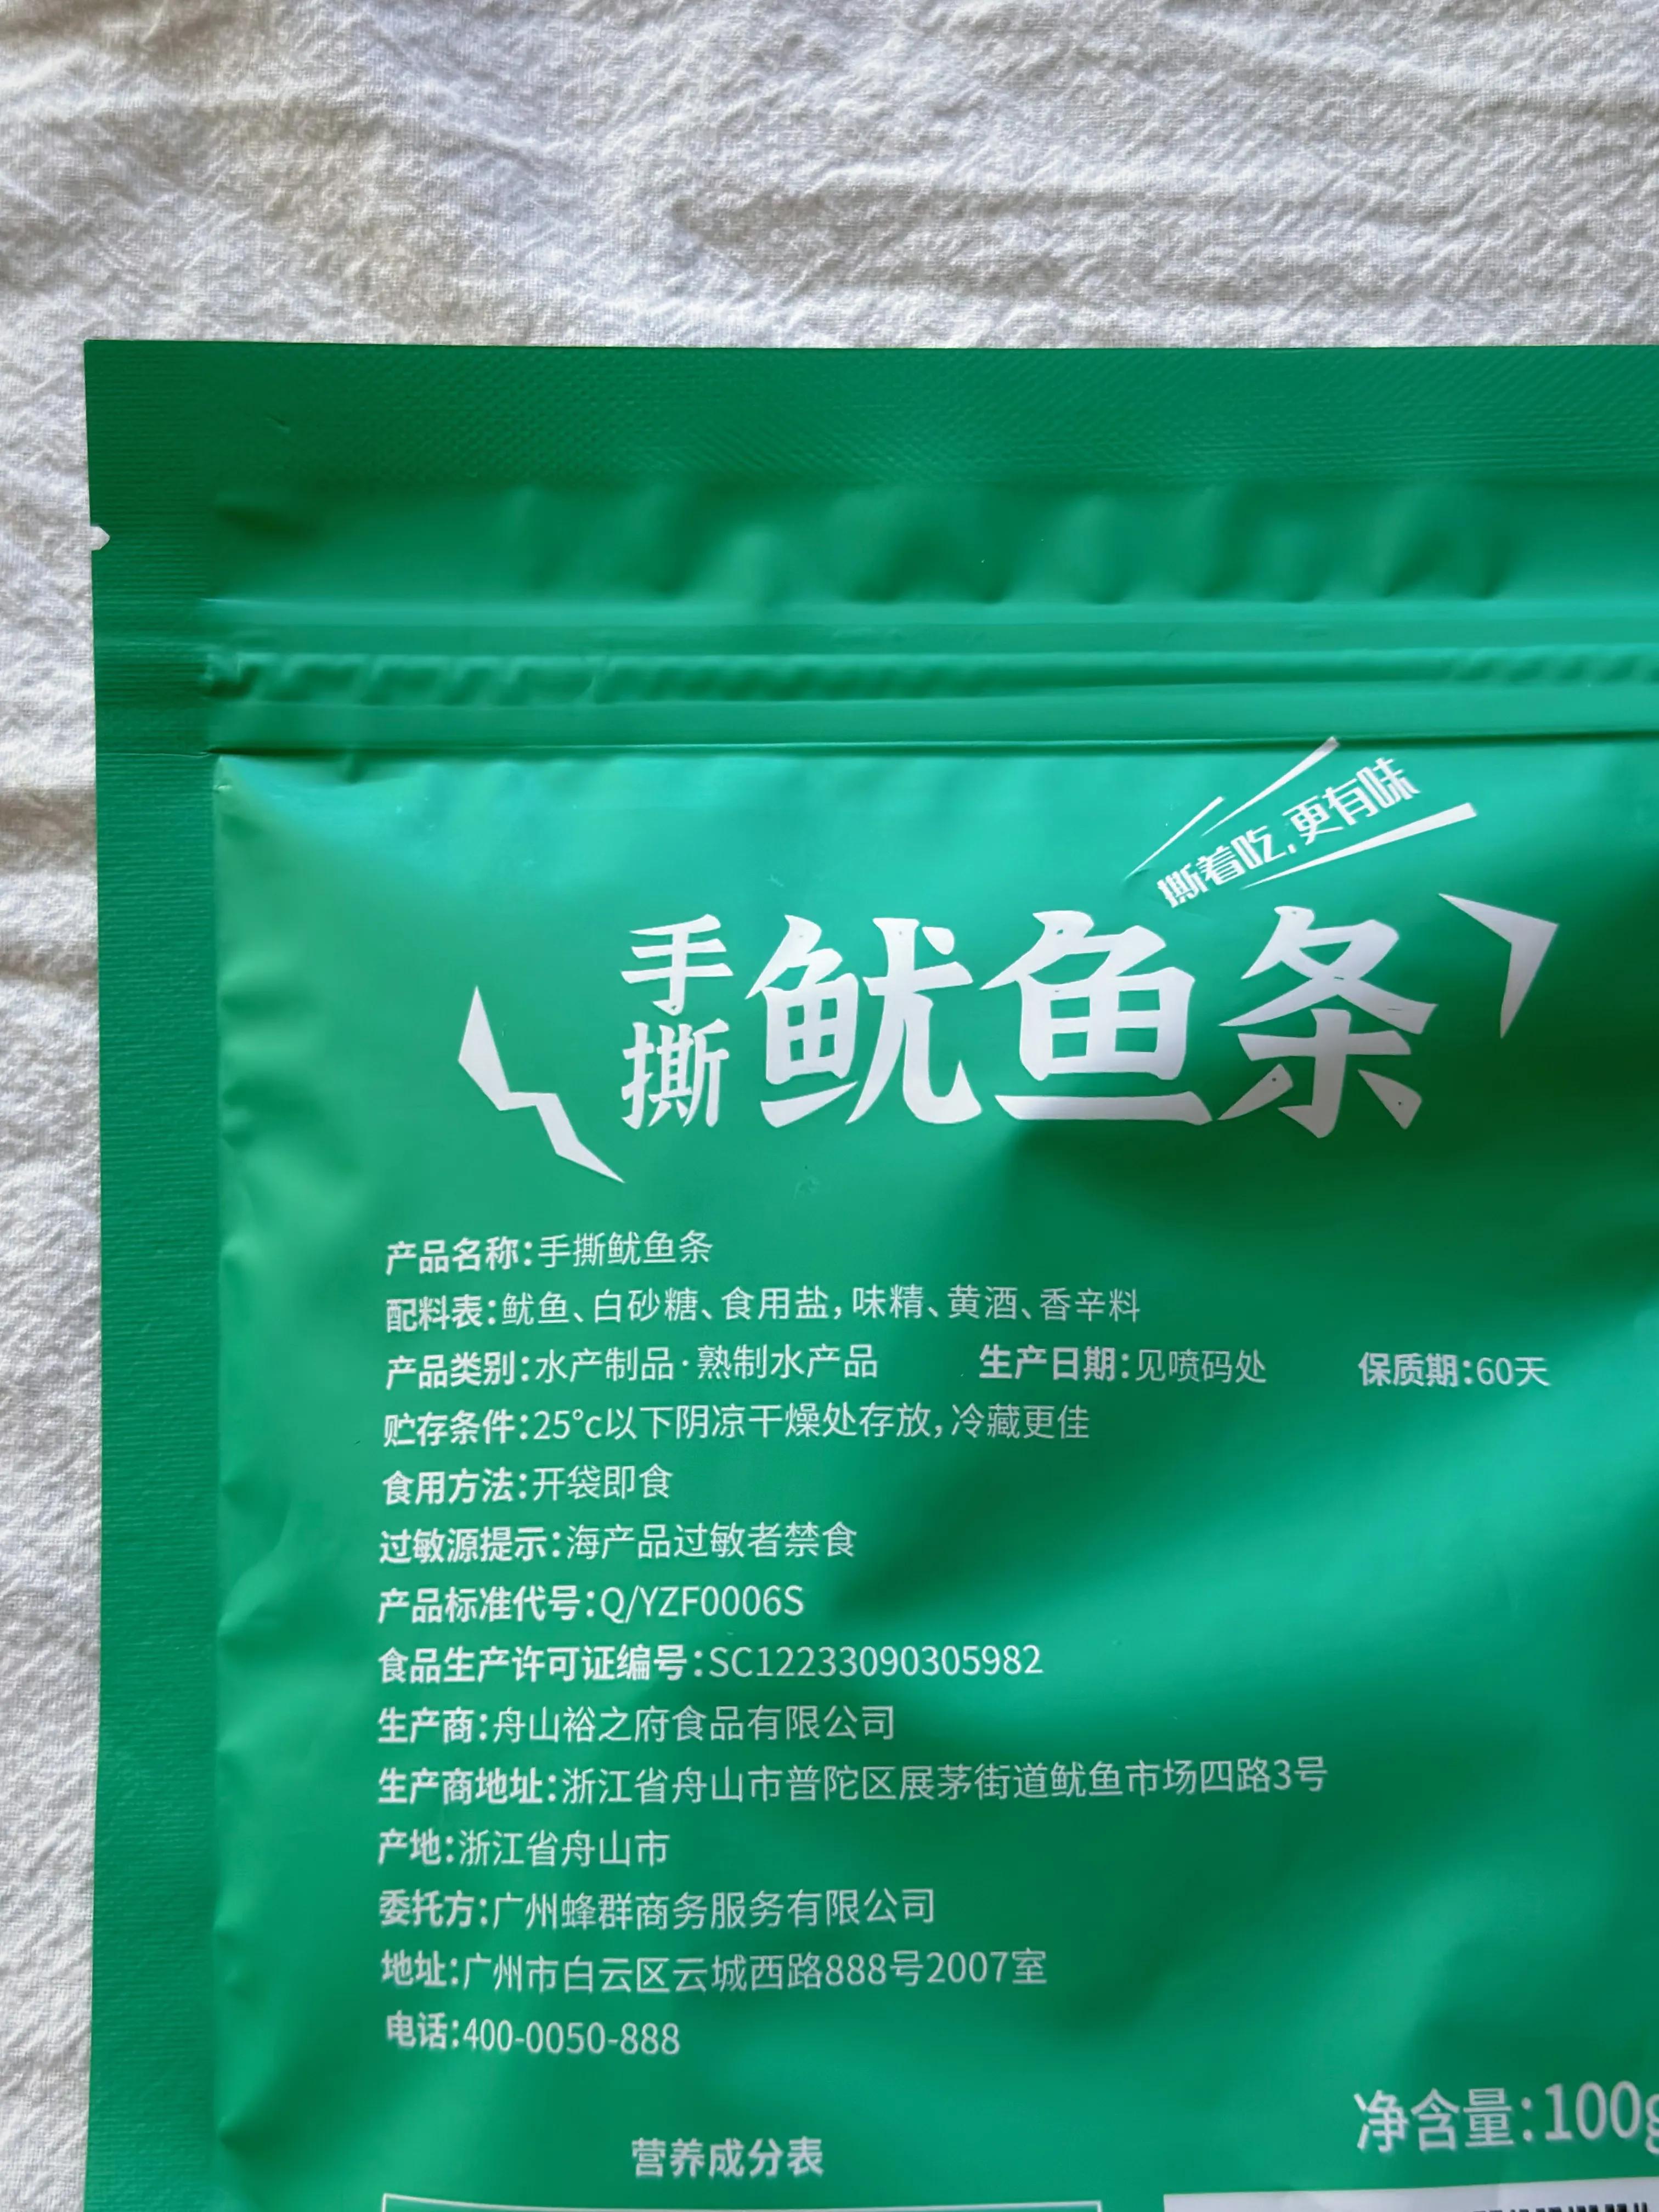 撕着吃,更有味
手撕鱿鱼条
产品名称:手撕鱿鱼条
配料表:鱿鱼、白砂糖、食用盐,味精、黄酒、香辛料
产品类别:水产制品·熟制水产品 生产日期:见喷码处 保质期:60天
贮存条件:25°c以下阴凉干燥处存放,冷藏更佳
食用方法:开袋即食
过敏源提示:海产品过敏者禁食
产品标准代号:Q/YZF0006S
食品生产许可证编号:SC12233090305982
生产商:舟山裕之府食品有限公司
生产商地址:浙江省舟山市普陀区展茅街道鱿鱼市场四路3号
产地:浙江省舟山市
委托方:广州蜂群商务服务有限公司
地址:广州市白云区云城西路888号2007室
电话:400-0050-888
净含量:100g
营养成分表